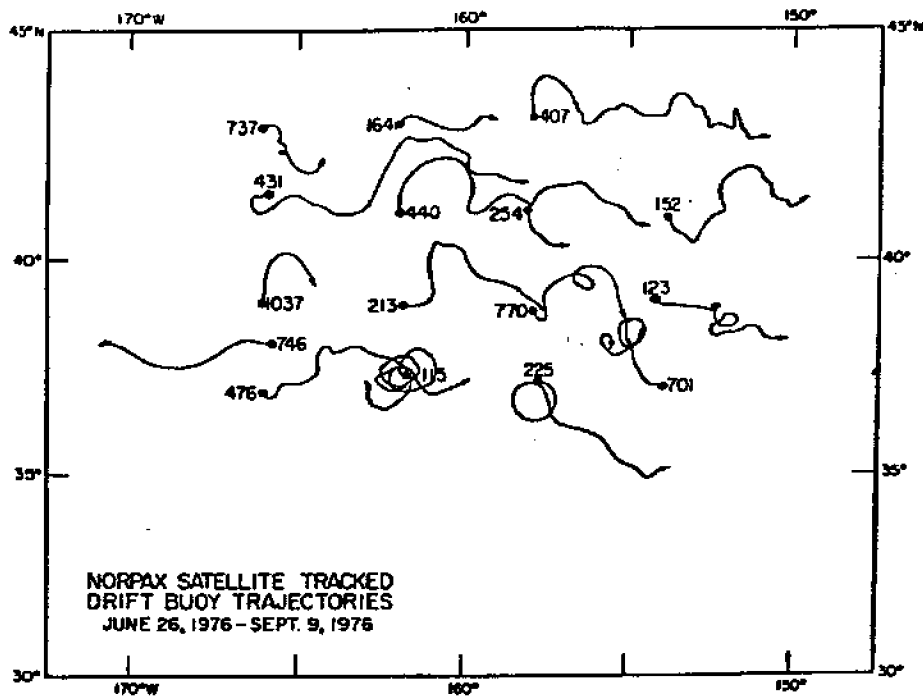 170°W 160° 150°
45°N 45°
737 164 407
431
440 254 152
40° 40°
1037 213 770 123
746
476 115 225 701
35° 35°
NORPAX SATELLITE TRACKED
DRIFT BUOY TRAJECTORIES
JUNE 26, 1976 – SEPT. 9, 1976
30° 30°
170°W 160° 150°